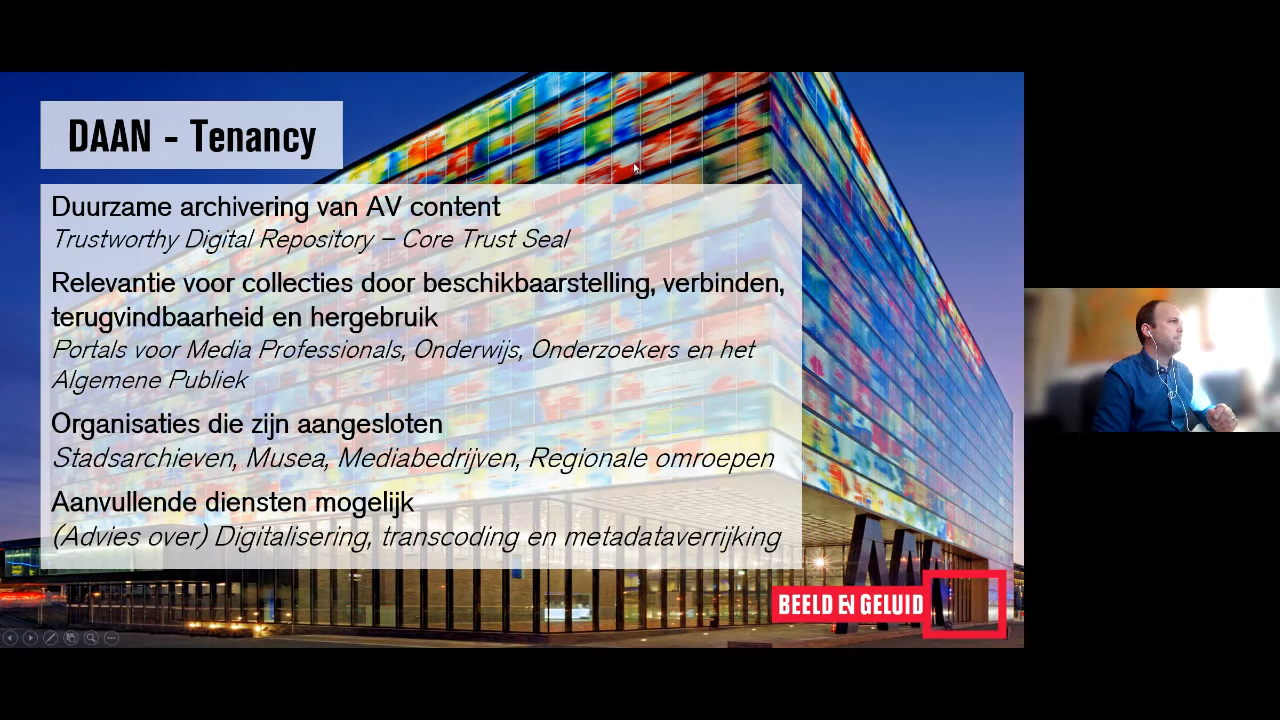 DAAN - Tenancy
Duurzame archivering van AV content
Trustworthy Digital Repository – Core Trust Seal
Relevantie voor collecties door beschikbaarstelling, verbinden,
terugvindbaarheid en hergebruik
Portals voor Media Professionals, Onderwijs, Onderzoekers en het
Algemene Publiek
Organisaties die zijn aangesloten
Stadsarchieven, Musea, Mediabedrijven, Regionale omroepen
Aanvullende diensten mogelijk
(Advies over) Digitalisering, transcoding en metadataverrijking
BEELD EN GELUID